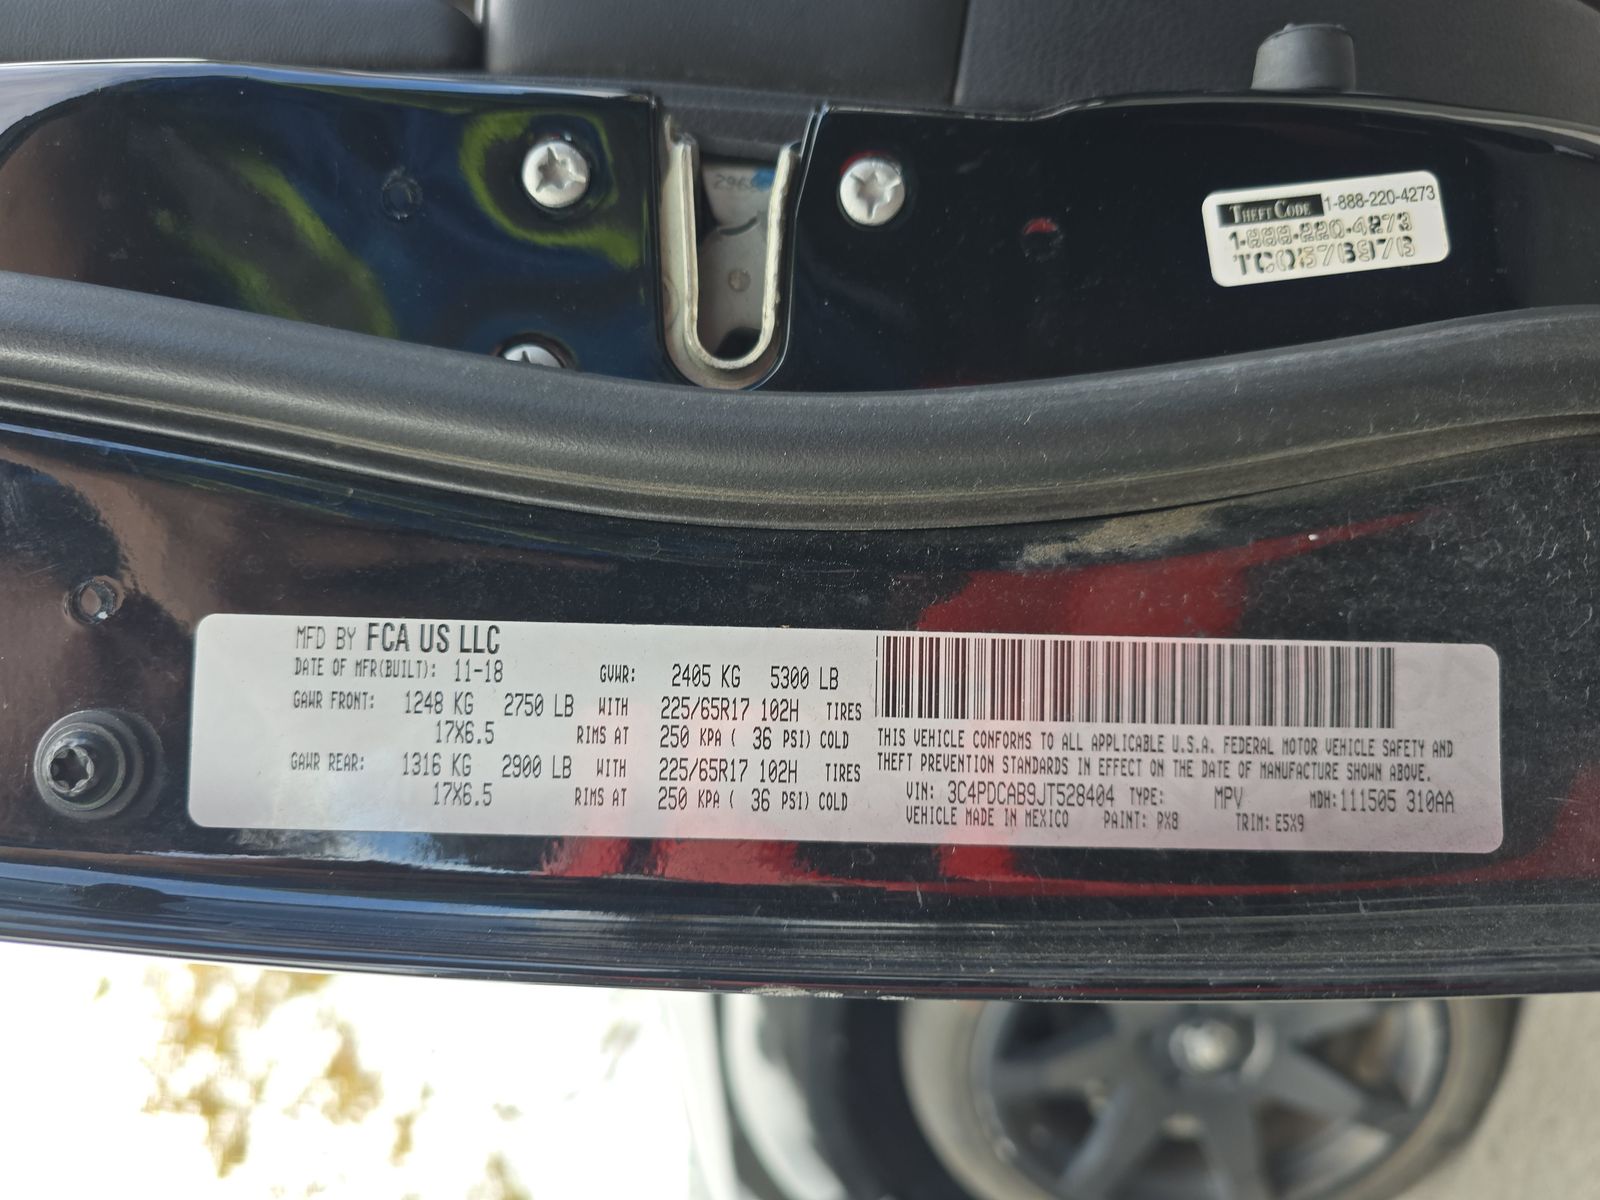 THEFT CODE 1-888-220-4273
1-888-220-4273
MFD BY FCA US LLC
DATE OF MFR(BUILT): 11-18 GVWR: 2405 KG 5300 LB
GAWR FRONT: 1248 KG 2750 LB WITH 225/65R17 102H TIRES
17X6.5 RIMS AT 250 KPA ( 36 PSI) COLD
GAWR REAR: 1316 KG 2900 LB WITH 225/65R17 102H TIRES
17X6.5 RIMS AT 250 KPA ( 36 PSI) COLD
THIS VEHICLE CONFORMS TO ALL APPLICABLE U.S.A. FEDERAL MOTOR VEHICLE SAFETY AND
THEFT PREVENTION STANDARDS IN EFFECT ON THE DATE OF MANUFACTURE SHOWN ABOVE.
VIN: 3C4PDCAB9JT528404 TYPE: MPV MDH:111505 310AA
VEHICLE MADE IN MEXICO PAINT: PX8 TRIM: E5X9